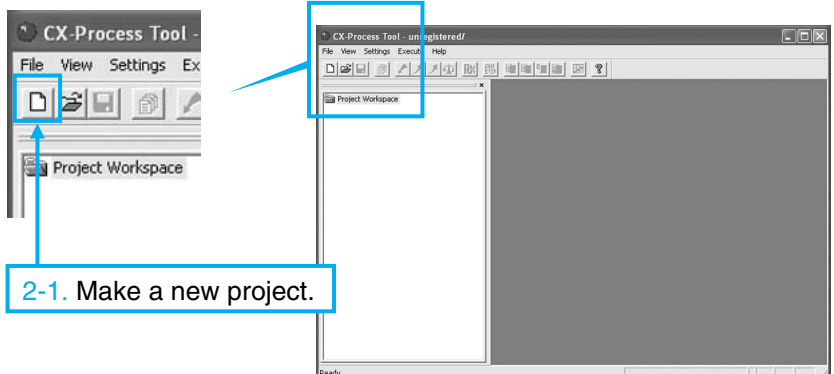 CX-Process Tool -
File View Settings Ex
Project Workspace
2-1. Make a new project.
CX-Process Tool - unregistered/
File View Settings Execute Help
Project Workspace
Ready